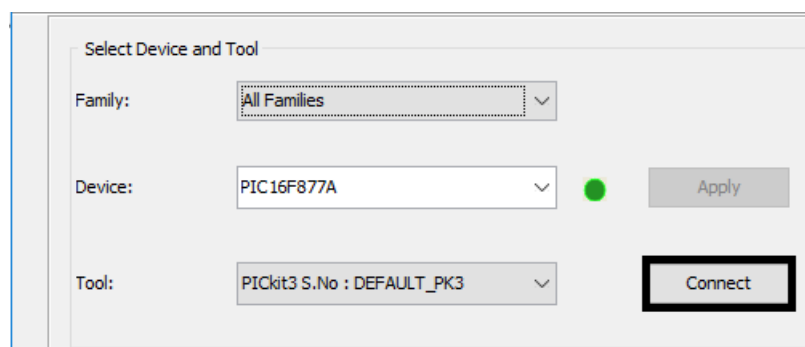 Select Device and Tool
Family: All Families
Device: PIC16F877A Apply
Tool: PICkit3 S.No : DEFAULT_PK3 Connect